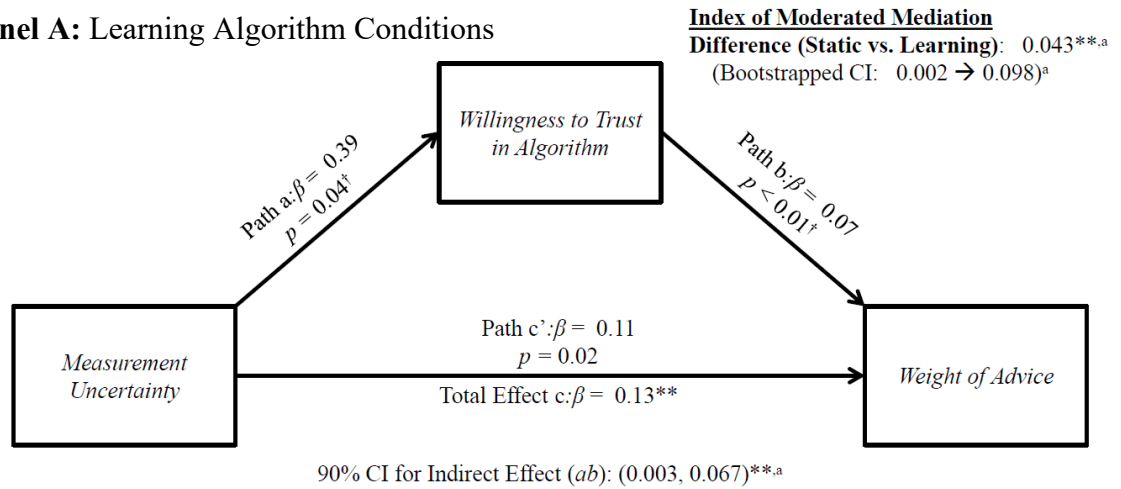 nel A: Learning Algorithm Conditions
Index of Moderated Mediation
Difference (Static vs. Learning): 0.043**,a
(Bootstrapped CI: 0.002 → 0.098)a
Willingness to Trust
in Algorithm
Path a:β = 0.39
p = 0.04†
Path b:β = 0.07
p < 0.01†
Measurement
Uncertainty
Path c’:β = 0.11
p = 0.02
Total Effect c:β = 0.13**
Weight of Advice
90% CI for Indirect Effect (ab): (0.003, 0.067)**,a